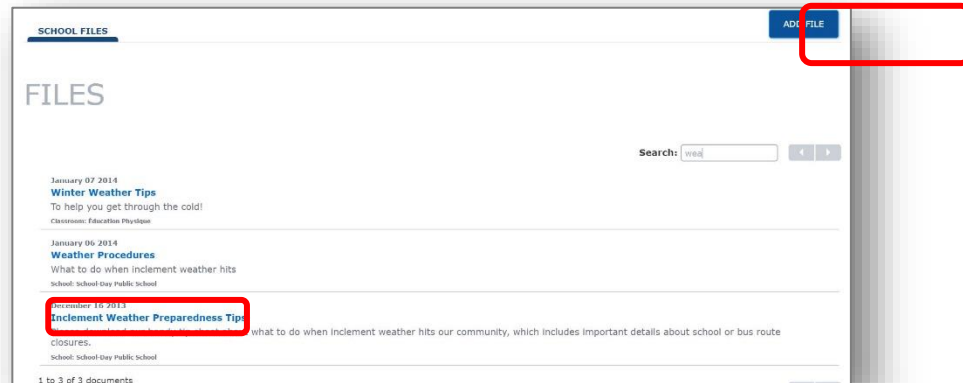 SCHOOL FILES
ADD FILE
FILES
Search: wea
January 07 2014
Winter Weather Tips
To help you get through the cold!
Classroom: Éducation Physique
January 06 2014
Weather Procedures
What to do when inclement weather hits
School: School-Day Public School
December 16 2013
Inclement Weather Preparedness Tips
what to do when inclement weather hits our community, which includes important details about school or bus route
closures.
School: School-Day Public School
1 to 3 of 3 documents